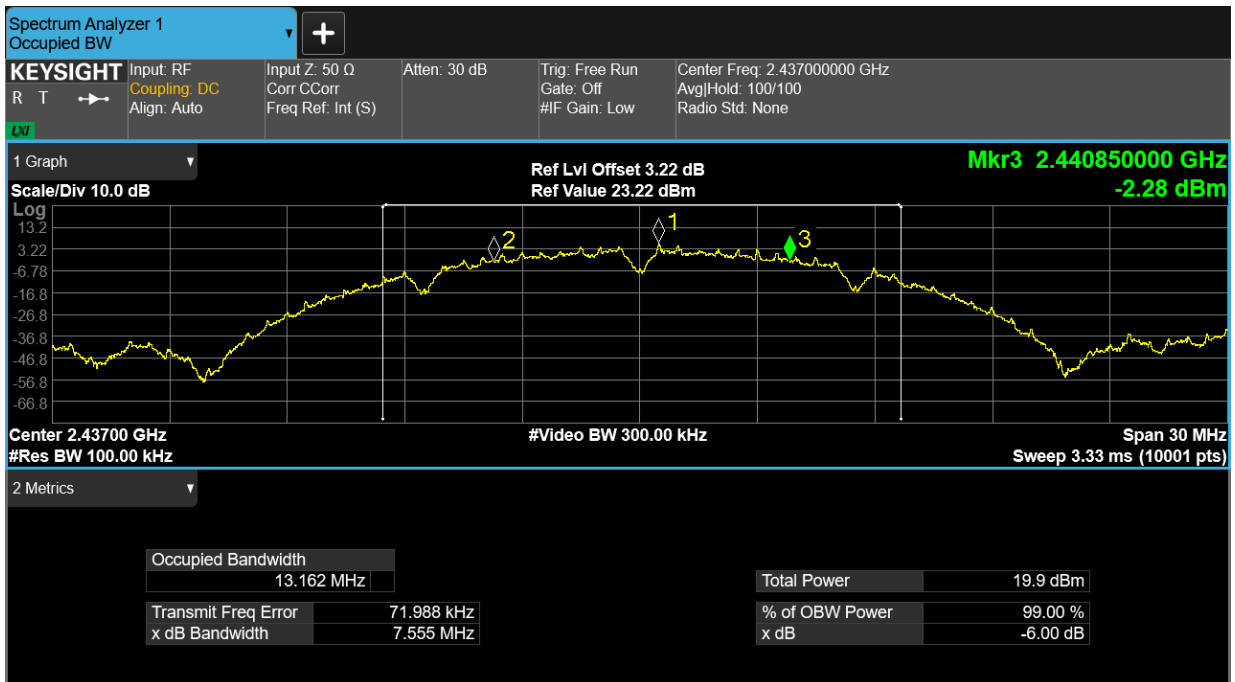 Spectrum Analyzer 1
Occupied BW
▼
+
KEYSIGHT
R T
LXI
Input: RF
Coupling: DC
Align: Auto
Input Z: 50 Ω
Corr CCorr
Freq Ref: Int (S)
Atten: 30 dB
Trig: Free Run
Gate: Off
#IF Gain: Low
Center Freq: 2.437000000 GHz
Avg|Hold: 100/100
Radio Std: None
1 Graph ▼
Scale/Div 10.0 dB
Ref Lvl Offset 3.22 dB
Ref Value 23.22 dBm
Mkr3 2.440850000 GHz
-2.28 dBm
Log
13.2
3.22
-6.78
-16.8
-26.8
-36.8
-46.8
-56.8
-66.8
2
1
3
Center 2.43700 GHz
#Res BW 100.00 kHz
#Video BW 300.00 kHz
Span 30 MHz
Sweep 3.33 ms (10001 pts)
2 Metrics ▼
Occupied Bandwidth
13.162 MHz
Transmit Freq Error 71.988 kHz
x dB Bandwidth 7.555 MHz
Total Power 19.9 dBm
% of OBW Power 99.00 %
x dB -6.00 dB